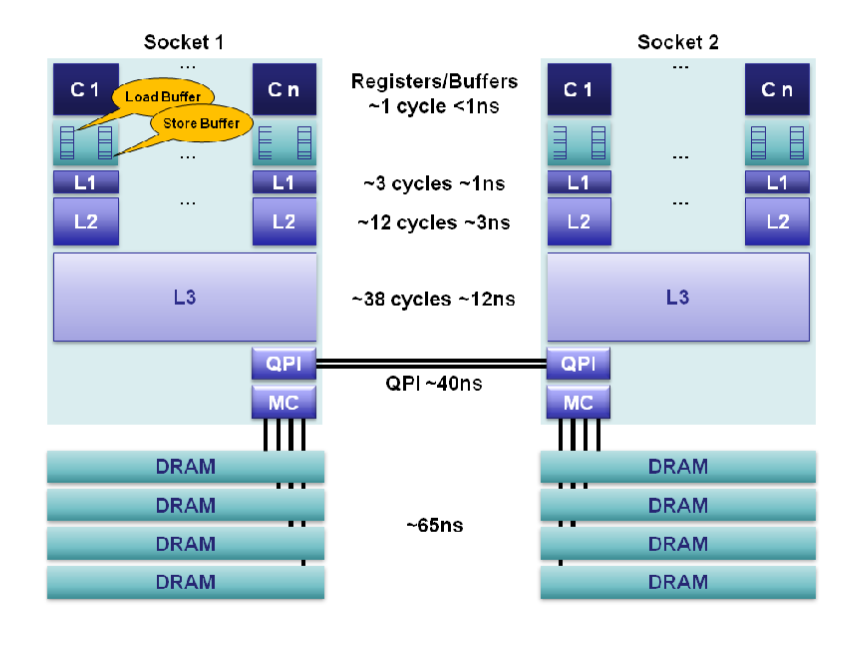 Socket 1
Socket 2
C 1
...
C n
Registers/Buffers
~1 cycle <1ns
C 1
...
C n
Load Buffer
Store Buffer
...
...
L1
L1
~3 cycles ~1ns
L1
...
L1
L2
...
L2
~12 cycles ~3ns
L2
L2
L3
~38 cycles ~12ns
L3
QPI
QPI
QPI ~40ns
MC
MC
DRAM
DRAM
DRAM
DRAM
~65ns
DRAM
DRAM
DRAM
DRAM